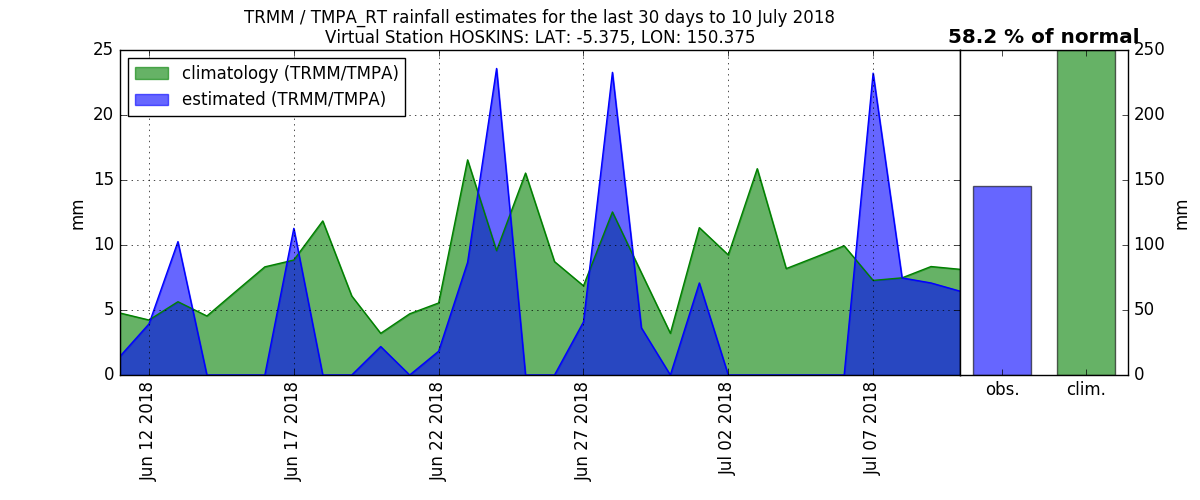 TRMM / TMPA_RT rainfall estimates for the last 30 days to 10 July 2018
Virtual Station HOSKINS: LAT: -5.375, LON: 150.375
58.2 % of normal
climatology (TRMM/TMPA)
estimated (TRMM/TMPA)
25
20
15
10
5
0
mm
Jun 12 2018
Jun 17 2018
Jun 22 2018
Jun 27 2018
Jul 02 2018
Jul 07 2018
250
200
150
100
50
0
mm
obs.
clim.